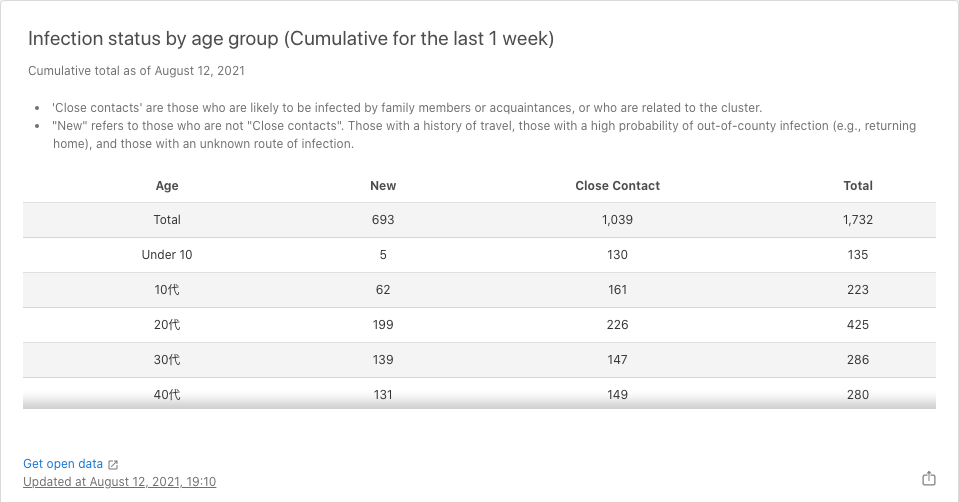 Infection status by age group (Cumulative for the last 1 week)
Cumulative total as of August 12, 2021
• 'Close contacts' are those who are likely to be infected by family members or acquaintances, or who are related to the cluster.
• "New" refers to those who are not "Close contacts". Those with a history of travel, those with a high probability of out-of-county infection (e.g., returning
home), and those with an unknown route of infection.
Age New Close Contact Total
Total 693 1,039 1,732
Under 10 5 130 135
10代 62 161 223
20代 199 226 425
30代 139 147 286
40代 131 149 280
Get open data
Updated at August 12, 2021, 19:10